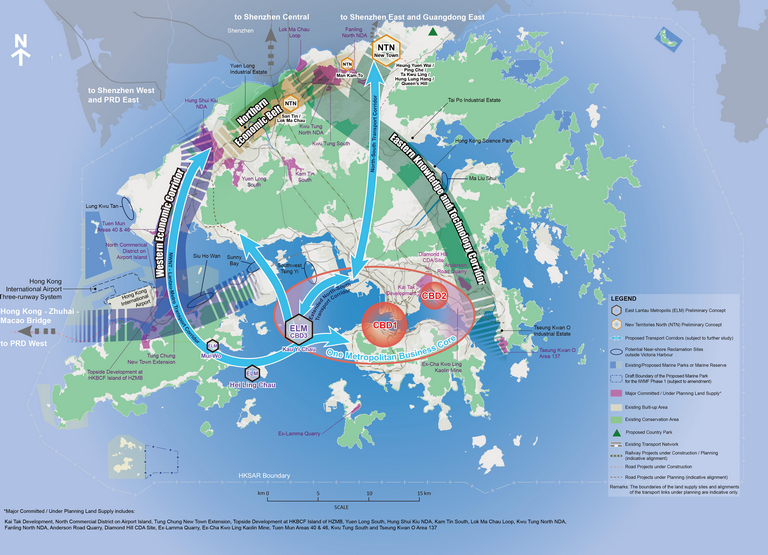 to Shenzhen Central
to Shenzhen East and Guangdong East
N
Shenzhen
Lok Ma Chau
Loop
Fanling
North NDA
NTN
New Town
Yuen Long
Industrial Estate
NTN
Man Kam To
Heung Yuen Wai /
Ping Che /
Ta Kwu Ling /
Hung Lung Hang /
Queen's Hill
to Shenzhen West
and PRD East
Hung Shui Kiu
NDA
Northern
Economic Belt
NTN
San Tin /
Lok Ma Chau
Kwu Tung
North NDA
Kwu Tung South
Tai Po Industrial Estate
North-South Transport Corridor
Eastern Knowledge and Technology Corridor
Hong Kong Science Park
Ma Liu Shui
Yuen Long
South
Kam Tin
South
Western Economic Corridor
Lung Kwu Tan
Tuen Mun
Areas 40 & 46
North Commercial
District on
Airport Island
Siu Ho Wan
Sunny
Bay
Southwest
Tsing Yi
Diamond Hill
CDA Site
Anderson
Road Quarry
Hong Kong
International Airport
Three-runway System
Hong Kong
International
Airport
Kai Tak
Development
CBD2
CBD1
Hong Kong - Zhuhai -
Macao Bridge
to PRD West
ELM
CBD3
Kau Yi Chau
One Metropolitan Business Core
Tseung Kwan O
Industrial Estate
Tseung Kwan O
Area 137
Tung Chung
New Town Extension
ELM
Mui Wo
Topside Development at
HKBCF Island of HZMB
ELM
Hei Ling Chau
Ex-Cha Kwo Ling
Kaolin Mine
Ex-Lamma Quarry
HKSAR Boundary
km 0 5 10 15 km
SCALE
LEGEND
East Lantau Metropolis (ELM) Preliminary Concept
New Territories North (NTN) Preliminary Concept
Proposed Transport Corridors (subject to further study)
Potential Near-shore Reclamation Sites
outside Victoria Harbour
Existing/Proposed Marine Parks or Marine Reserve
Draft Boundary of the Proposed Marine Park
for the IWMF Phase 1 (subject to amendment)
Major Committed / Under Planning Land Supply*
Existing Built-up Area
Existing Conservation Area
Proposed Country Park
Existing Transport Network
Railway Projects under Construction / Planning
(indicative alignment)
Road Projects under Construction
Road Projects under Planning (indicative alignment)
Remarks: The boundaries of the land supply sites and alignments
of the transport links under planning are indicative only.
*Major Committed / Under Planning Land Supply includes:
Kai Tak Development, North Commercial District on Airport Island, Tung Chung New Town Extension, Topside Development at HKBCF Island of HZMB, Yuen Long South, Hung Shui Kiu NDA, Kam Tin South, Lok Ma Chau Loop, Kwu Tung North NDA,
Fanling North NDA, Anderson Road Quarry, Diamond Hill CDA Site, Ex-Lamma Quarry, Ex-Cha Kwo Ling Kaolin Mine, Tuen Mun Areas 40 & 46, Kwu Tung South and Tseung Kwan O Area 137